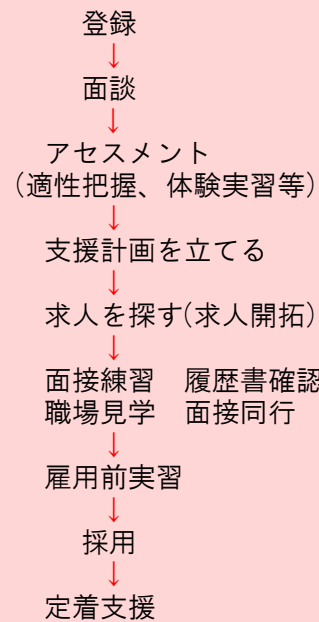 登録
↓
面談
↓
アセスメント
（適性把握、体験実習等）
↓
支援計画を立てる
↓
求人を探す(求人開拓)
↓
面接練習　履歴書確認
職場見学　面接同行
↓
雇用前実習
↓
採用
↓
定着支援